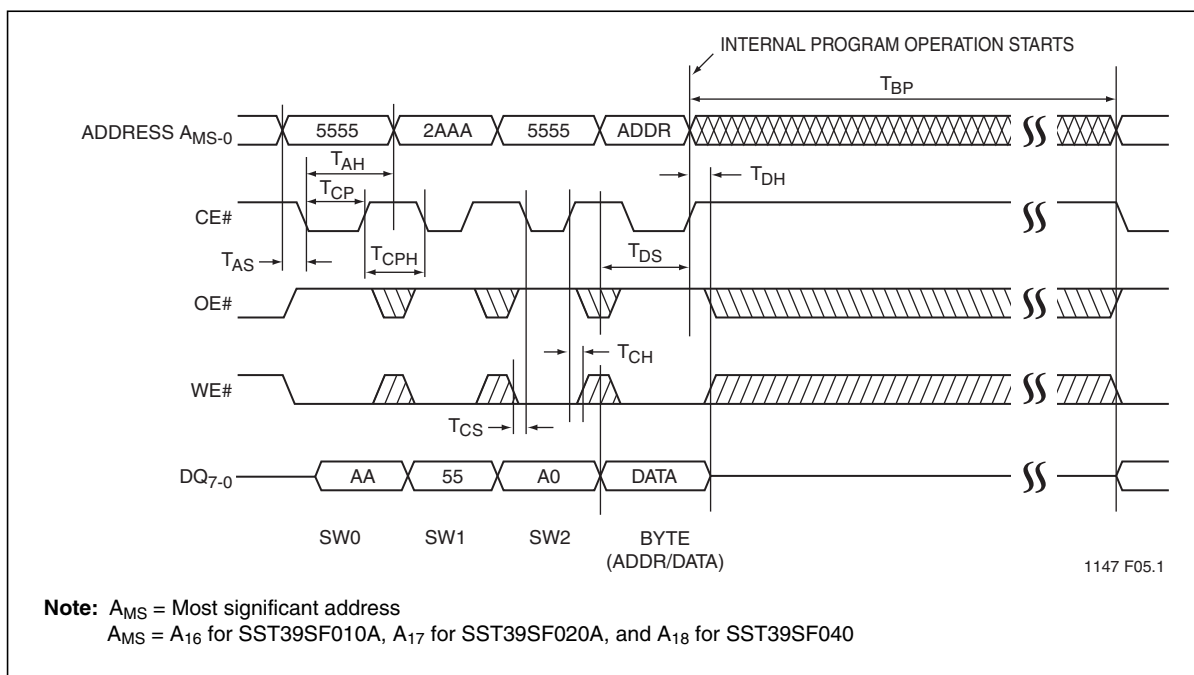 INTERNAL PROGRAM OPERATION STARTS
TBP
ADDRESS AMS-0
5555
2AAA
5555
ADDR
TAH
TDH
TCP
CE#
TAS
TCPH
TDS
OE#
TCH
WE#
TCS
DQ7-0
AA
55
A0
DATA
SW0
SW1
SW2
BYTE
(ADDR/DATA)
1147 F05.1
Note: AMS = Most significant address
AMS = A16 for SST39SF010A, A17 for SST39SF020A, and A18 for SST39SF040